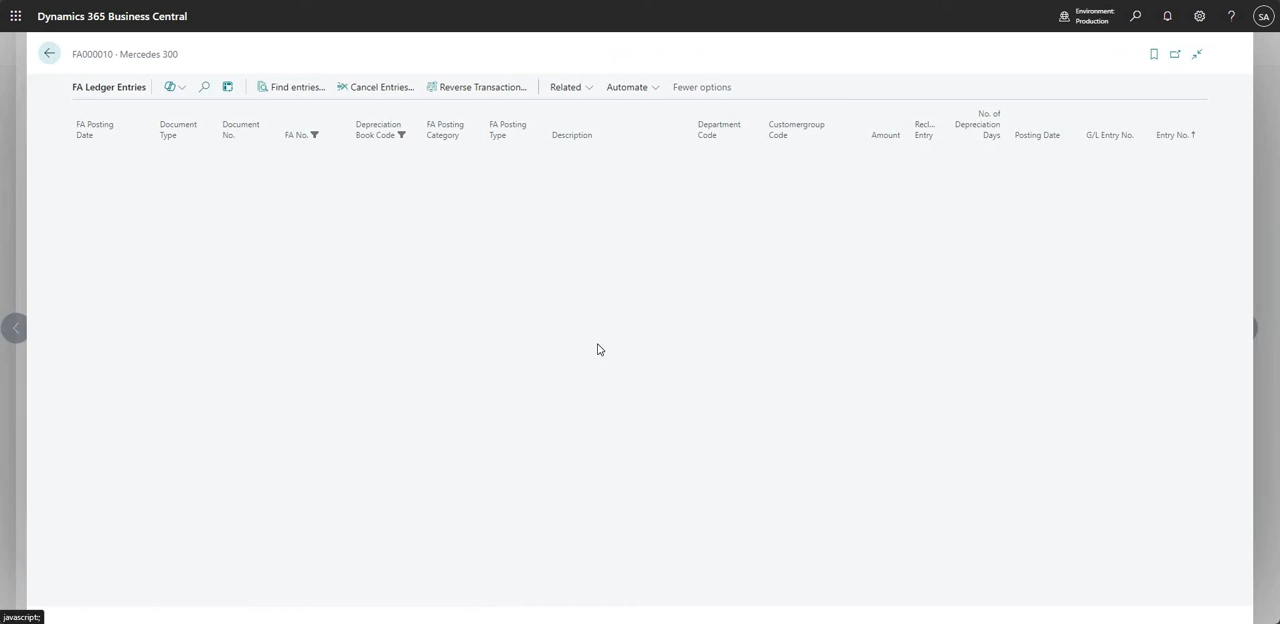 Dynamics 365 Business Central
Environment:
Production
?
SA
FA000010 · Mercedes 300
FA Ledger Entries
Find entries...
Cancel Entries...
Reverse Transaction...
Related
Automate
Fewer options
FA Posting
Date
Document
Type
Document
No.
FA No.
Depreciation
Book Code
FA Posting
Category
FA Posting
Type
Description
Department
Code
Customergroup
Code
Amount
Recl...
Entry
No. of
Depreciation
Days
Posting Date
G/L Entry No.
Entry No. ↑
javascript:;